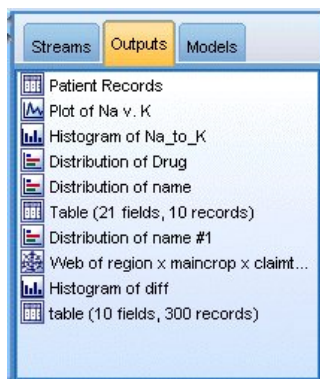 Streams Outputs Models
Patient Records
Plot of Na v. K
Histogram of Na_to_K
Distribution of Drug
Distribution of name
Table (21 fields, 10 records)
Distribution of name #1
Web of region x maincrop x claimt...
Histogram of diff
table (10 fields, 300 records)